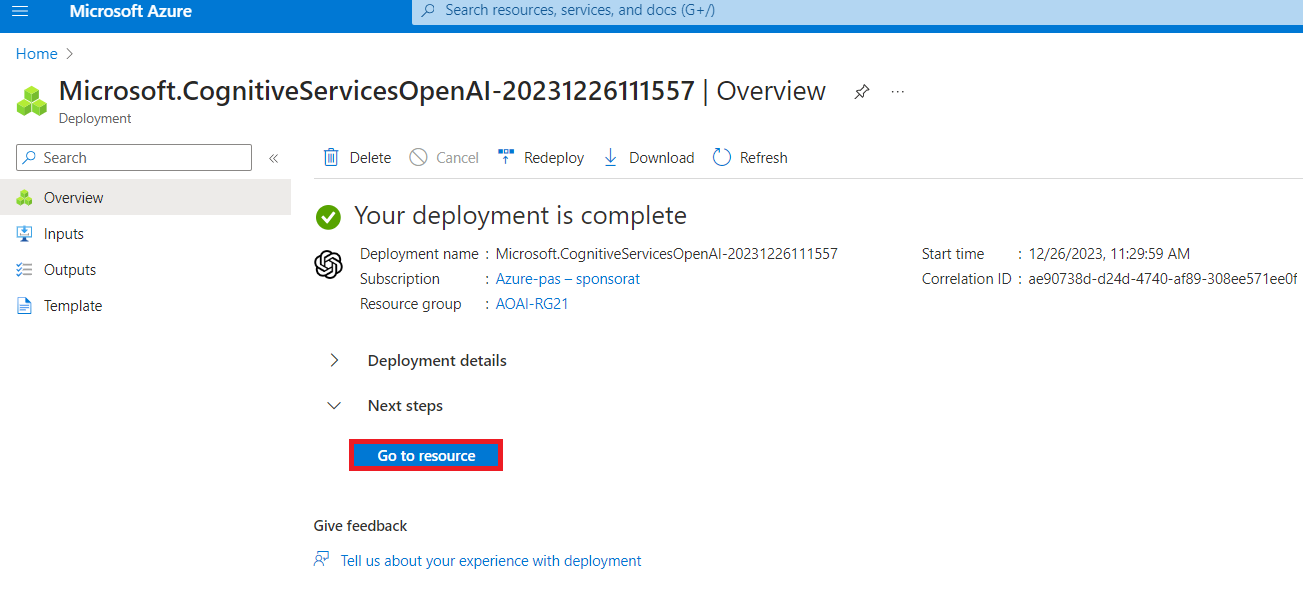 Microsoft Azure
Search resources, services, and docs (G+/)
Home
Microsoft.CognitiveServicesOpenAI-20231226111557 | Overview
Deployment
Search
Delete
Cancel
Redeploy
Download
Refresh
Overview
Inputs
Outputs
Template
Your deployment is complete
Deployment name : Microsoft.CognitiveServicesOpenAI-20231226111557
Subscription : Azure-pas – sponsorat
Resource group : AOAI-RG21
Start time : 12/26/2023, 11:29:59 AM
Correlation ID : ae90738d-d24d-4740-af89-308ee571ee0f
Deployment details
Next steps
Go to resource
Give feedback
Tell us about your experience with deployment